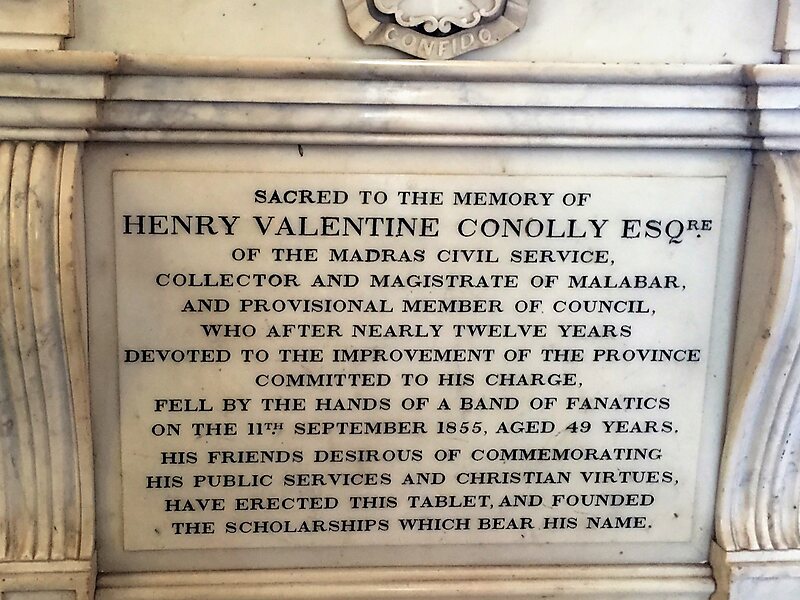 CONFIDO.
SACRED TO THE MEMORY OF
HENRY VALENTINE CONOLLY ESQRE
OF THE MADRAS CIVIL SERVICE,
COLLECTOR AND MAGISTRATE OF MALABAR,
AND PROVISIONAL MEMBER OF COUNCIL,
WHO AFTER NEARLY TWELVE YEARS
DEVOTED TO THE IMPROVEMENT OF THE PROVINCE
COMMITTED TO HIS CHARGE,
FELL BY THE HANDS OF A BAND OF FANATICS
ON THE 11TH SEPTEMBER 1855, AGED 49 YEARS.
HIS FRIENDS DESIROUS OF COMMEMORATING
HIS PUBLIC SERVICES AND CHRISTIAN VIRTUES,
HAVE ERECTED THIS TABLET, AND FOUNDED
THE SCHOLARSHIPS WHICH BEAR HIS NAME.